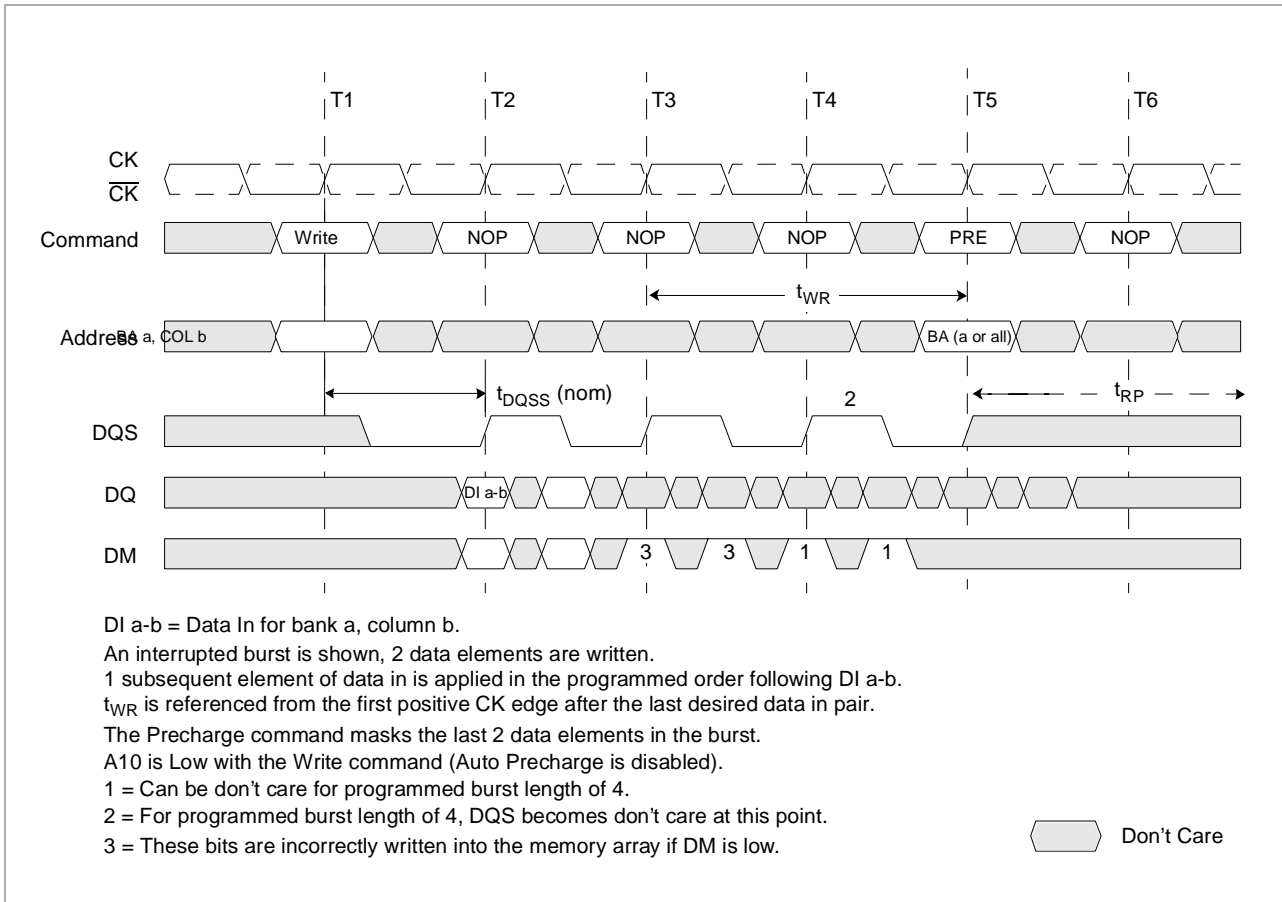 T1 T2 T3 T4 T5 T6
CK
CK
Command Write NOP NOP NOP PRE NOP
tWR
Address BA a, COL b BA (a or all)
tDQSS (nom) 2 tRP
DQS
DQ DI a-b
DM 3 3 1 1
DI a-b = Data In for bank a, column b.
An interrupted burst is shown, 2 data elements are written.
1 subsequent element of data in is applied in the programmed order following DI a-b.
tWR is referenced from the first positive CK edge after the last desired data in pair.
The Precharge command masks the last 2 data elements in the burst.
A10 is Low with the Write command (Auto Precharge is disabled).
1 = Can be don't care for programmed burst length of 4.
2 = For programmed burst length of 4, DQS becomes don't care at this point.
3 = These bits are incorrectly written into the memory array if DM is low.
Don't Care